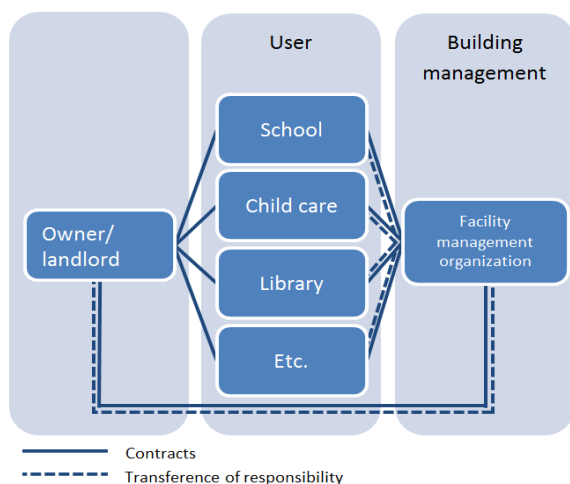 User
Building
management
School
Child care
Library
Etc.
Owner/
landlord
Facility
management
organization
Contracts
Transference of responsibility